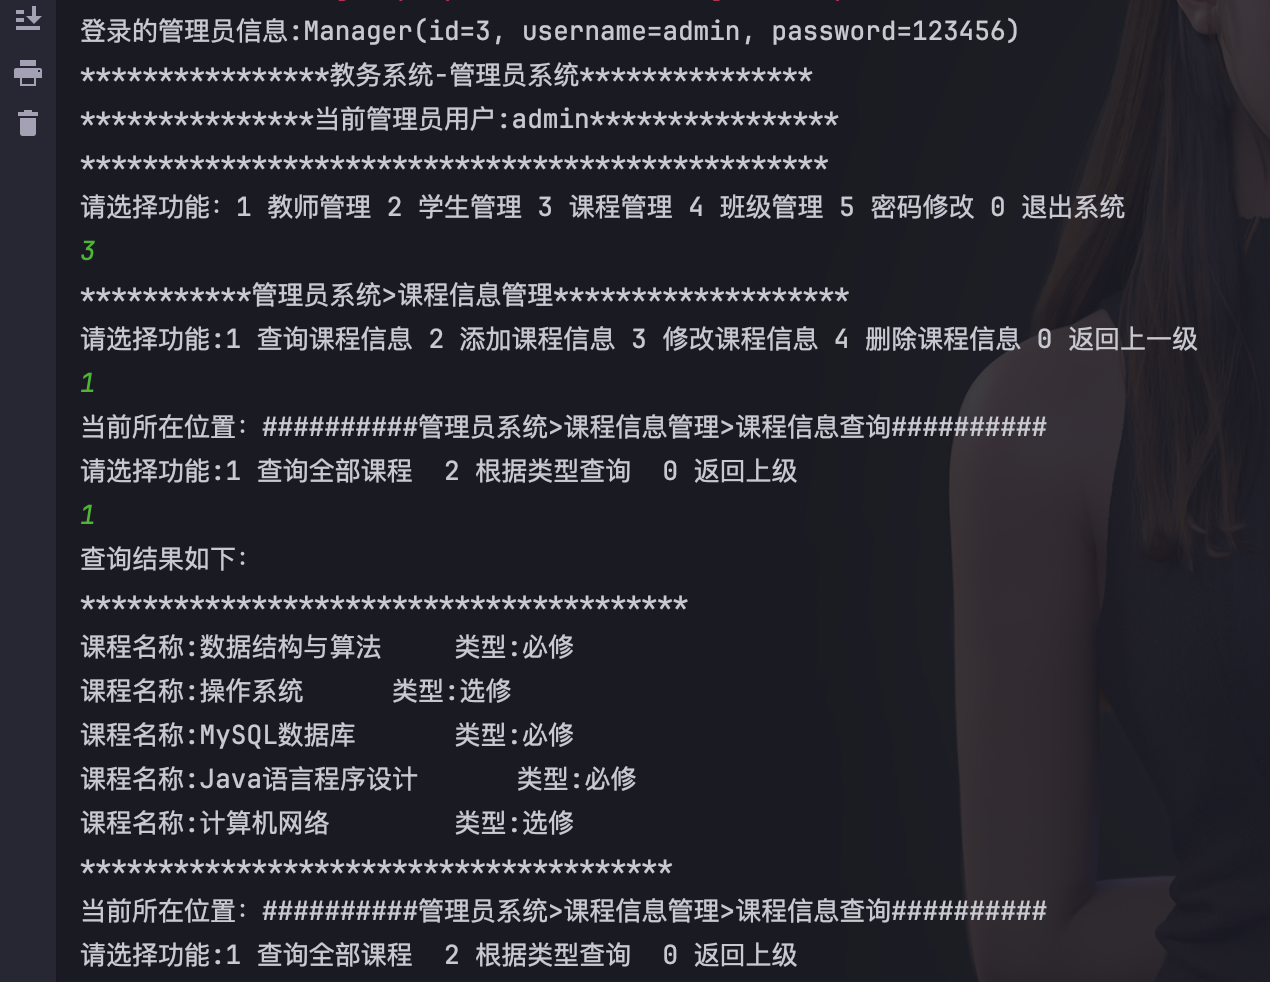 登录的管理员信息:Manager(id=3, username=admin, password=123456)
****************教务系统-管理员系统***************
***************当前管理员用户:admin****************
************************************************
请选择功能: 1 教师管理 2 学生管理 3 课程管理 4 班级管理 5 密码修改 0 退出系统
3
***********管理员系统>课程信息管理*******************
请选择功能:1 查询课程信息 2 添加课程信息 3 修改课程信息 4 删除课程信息 0 返回上一级
1
当前所在位置: ##########管理员系统>课程信息管理>课程信息查询##########
请选择功能:1 查询全部课程  2 根据类型查询  0 返回上级
1
查询结果如下:
***************************************
课程名称:数据结构与算法     类型:必修
课程名称:操作系统      类型:选修
课程名称:MySQL数据库       类型:必修
课程名称:Java语言程序设计       类型:必修
课程名称:计算机网络        类型:选修
**************************************
当前所在位置: ##########管理员系统>课程信息管理>课程信息查询##########
请选择功能:1 查询全部课程  2 根据类型查询  0 返回上级